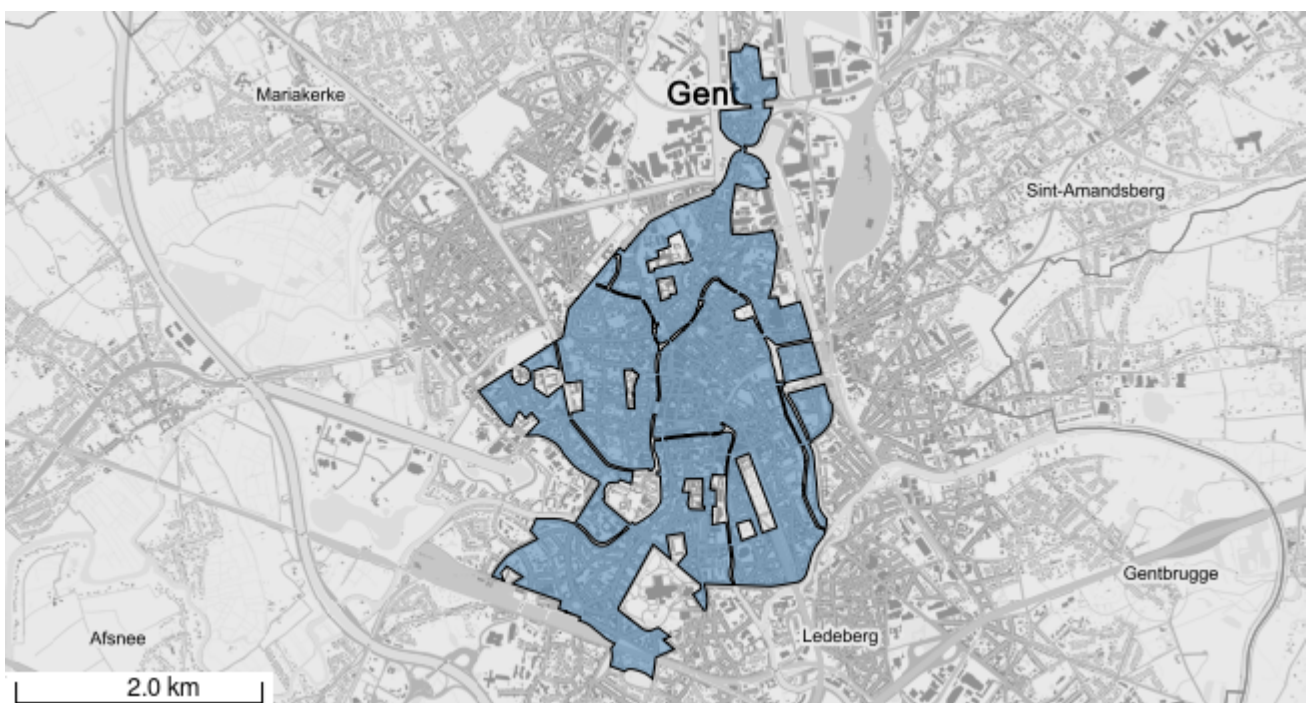 Gent
Mariakerke
Sint-Amandsberg
Gentbrugge
Afsnee
Ledeberg
2.0 km